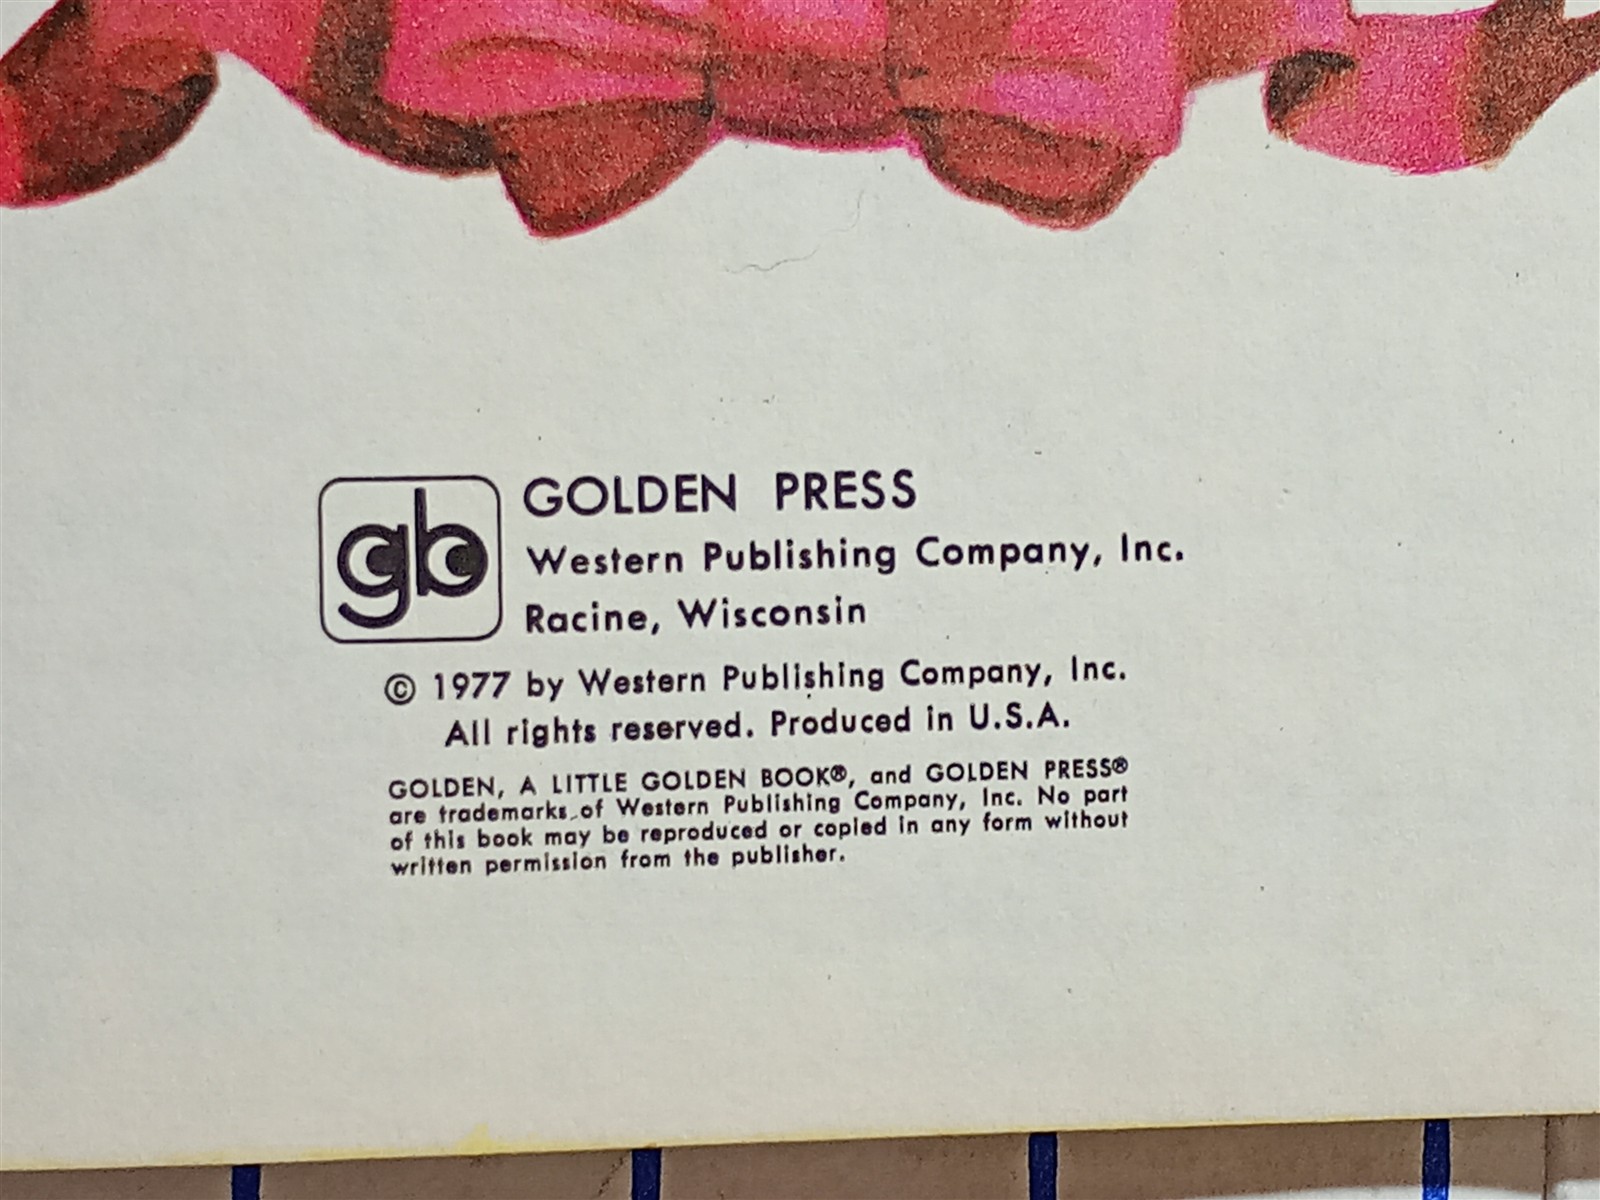 gb
GOLDEN PRESS
Western Publishing Company, Inc.
Racine, Wisconsin
© 1977 by Western Publishing Company, Inc.
All rights reserved. Produced in U.S.A.
GOLDEN, A LITTLE GOLDEN BOOK®, and GOLDEN PRESS®
are trademarks of Western Publishing Company, Inc. No part
of this book may be reproduced or copied in any form without
written permission from the publisher.